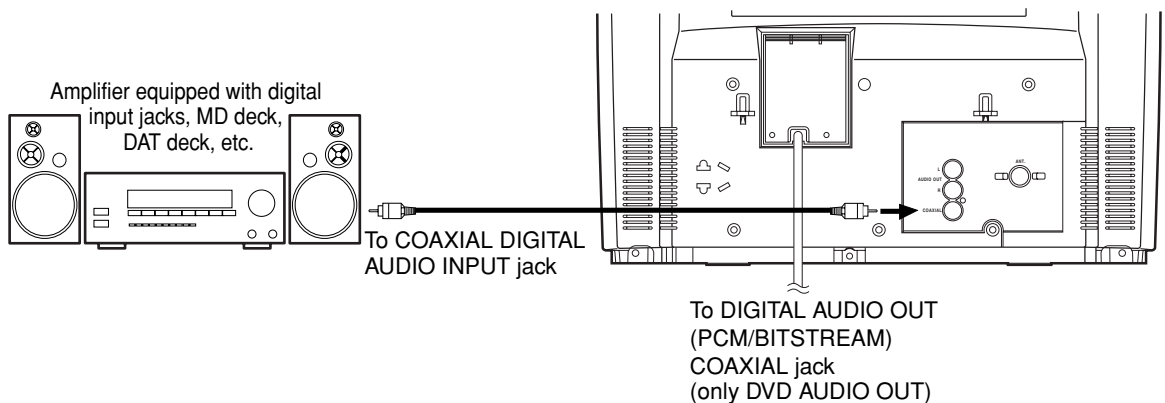 Amplifier equipped with digital
input jacks, MD deck,
DAT deck, etc.
To COAXIAL DIGITAL
AUDIO INPUT jack
L
AUDIO OUT
R
COAXIAL
ANT.
To DIGITAL AUDIO OUT
(PCM/BITSTREAM)
COAXIAL jack
(only DVD AUDIO OUT)